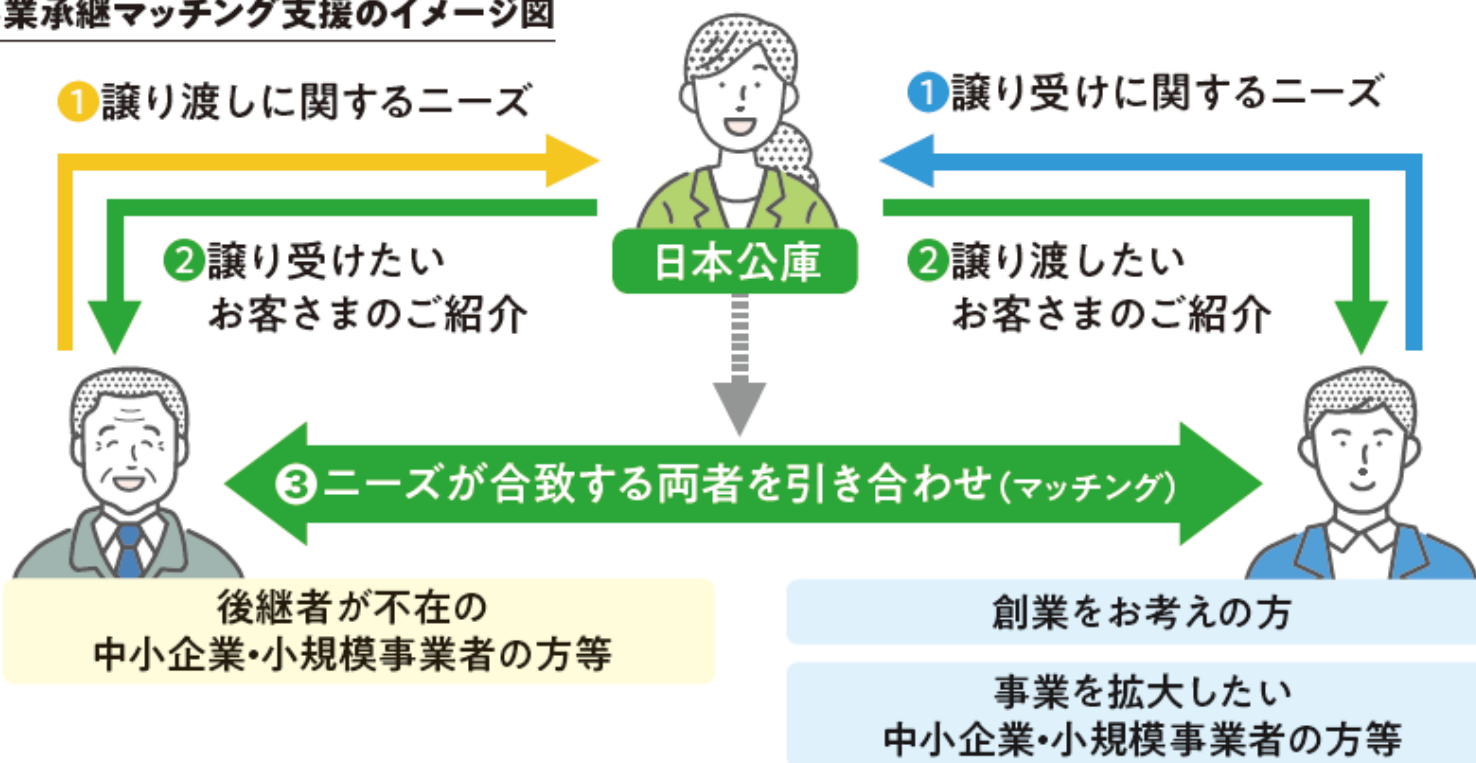 業承継マッチング支援のイメージ図
❶譲り渡しに関するニーズ
❶譲り受けに関するニーズ
❷譲り受けたい
お客さまのご紹介
日本公庫
❷譲り渡したい
お客さまのご紹介
❸ニーズが合致する両者を引き合わせ(マッチング)
後継者が不在の
中小企業・小規模事業者の方等
創業をお考えの方
事業を拡大したい
中小企業・小規模事業者の方等